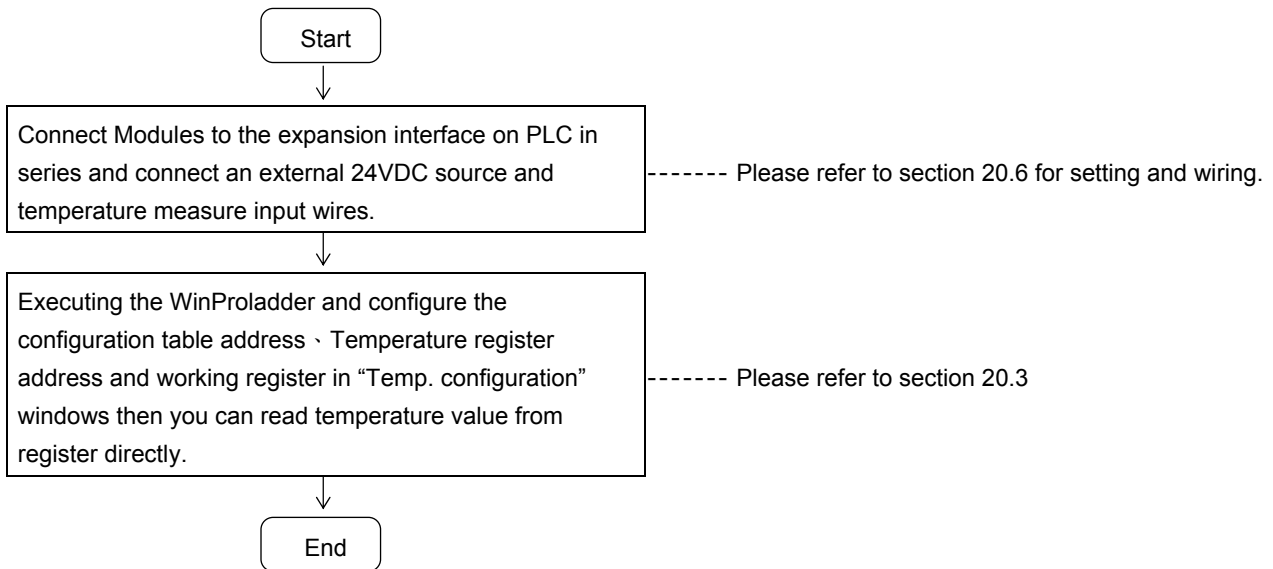 Start
Connect Modules to the expansion interface on PLC in
series and connect an external 24VDC source and
temperature measure input wires.
Please refer to section 20.6 for setting and wiring.
Executing the WinProladder and configure the
configuration table address、Temperature register
address and working register in “Temp. configuration”
windows then you can read temperature value from
register directly.
Please refer to section 20.3
End